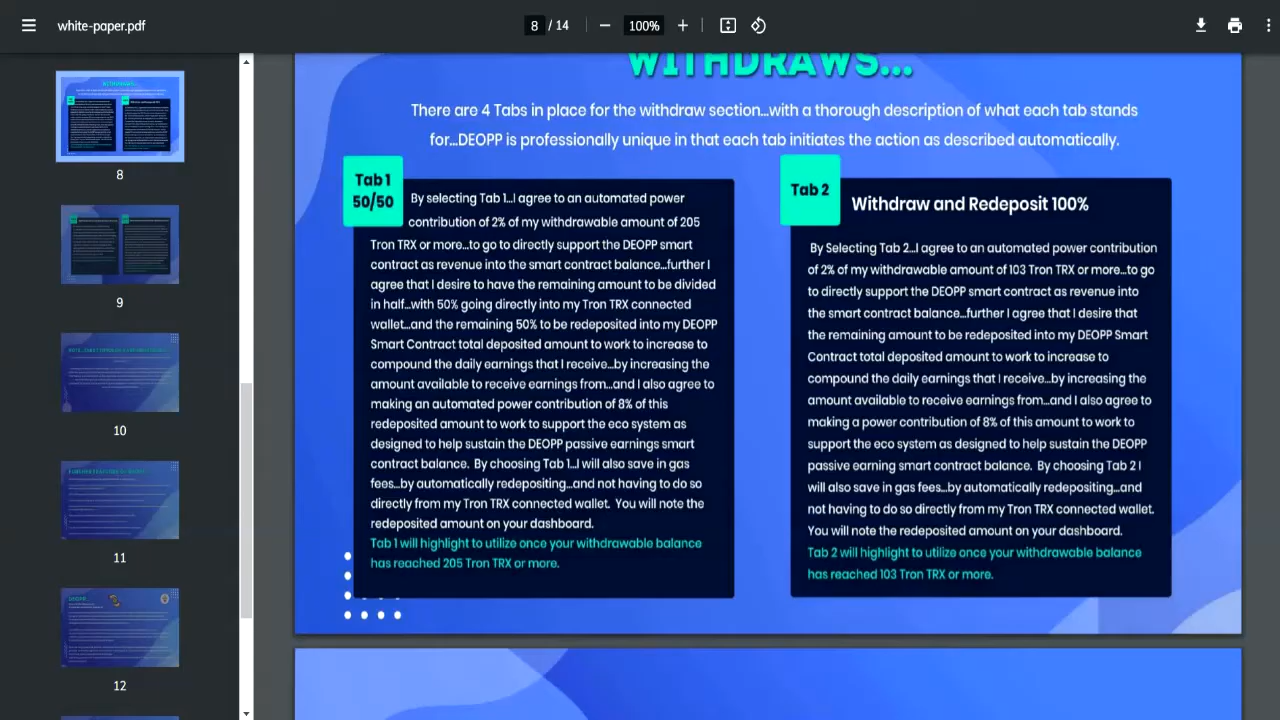 white-paper.pdf
8 / 14
100%
WITHDRAWS...
There are 4 Tabs for the withdraw section...this is a thorough description of what each tab stands
for...DEOPP is exceptionally unique in that each tab will do the action as described automatically.
Tab 1
50/50
By selecting Tab 1...I agree to an automated power
contribution of 2% of my withdrawable amount of 205
Tron TRX or more...to go to directly support the DEOPP smart
contract as revenue into the smart contract balance...further I
agree that I desire to have the remaining amount to be divided
in half...with 50% going directly into my Tron TRX connected
wallet...and the remaining 50% to be redeposited into my DEOPP
Smart Contract total deposited amount to work to increase to
compound the daily earnings that I receive...by increasing the
amount available to receive earnings from...and I also agree to
making an automated power contribution of 8% of this
redeposited amount to work to support the eco system as
designed to help sustain the DEOPP passive earnings smart
contract balance. By choosing Tab 1...I will also save in gas
fees...by automatically redepositing...and not having to do so
directly from my Tron TRX connected wallet. You will note the
redeposited amount on your dashboard.
Tab 1 will highlight to utilize once your withdrawable balance
has reached 205 Tron TRX or more.
Tab 2
Withdraw and Redeposit 100%
By Selecting Tab 2...I agree to an automated power contribution
of 2% of my withdrawable amount of 103 Tron TRX or more...to go
to directly support the DEOPP smart contract as revenue into
the smart contract balance...further I agree that I desire that
the remaining amount to be redeposited into my DEOPP Smart
Contract total deposited amount to work to increase to
compound the daily earnings that I receive...by increasing the
amount available to receive earnings from...and I also agree to
making a power contribution of 8% of this amount to work to
support the eco system as designed to help sustain the DEOPP
passive earning smart contract balance. By choosing Tab 2 I
will also save in gas fees...by automatically redepositing...and
not having to do so directly from my Tron TRX connected wallet.
You will note the redeposited amount on your dashboard.
Tab 2 will highlight to utilize once your withdrawable balance
has reached 103 Tron TRX or more.
8
9
10
11
12